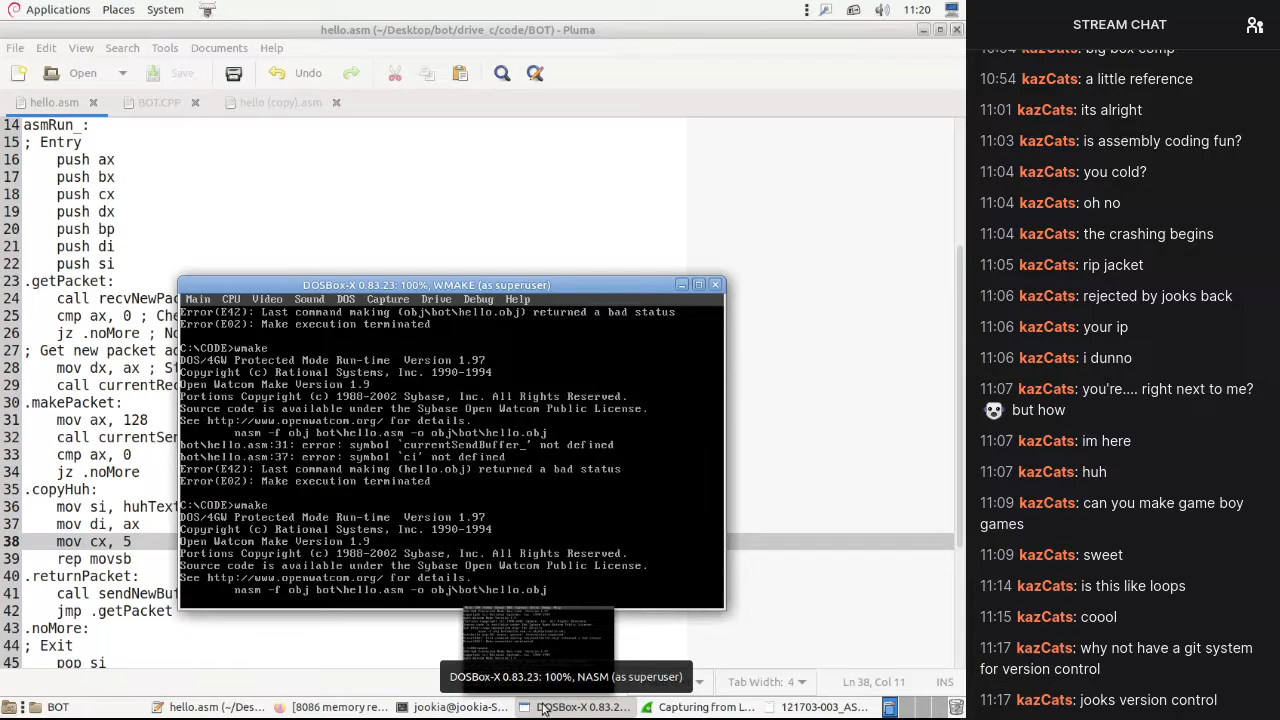 Applications Places System 11:20
hello.asm (~/Desktop/bot/drive_c/code/BOT) - Pluma
File Edit View Search Tools Documents Help
Open Save Undo
hello.asm BOT.CPP hello (copy).asm
14 asmRun_:
15 ; Entry
16 push ax
17 push bx
18 push cx
19 push dx
20 push bp
21 push di
22 push si
23 .getPacket:
24 call recvNewPac
25 cmp ax, 0 ; Che
26 jz .noMore ; No
27 ; Get new packet ad
28 mov dx, ax ; S
29 call currentRec
30 .makePacket:
31 mov cx, 128
32 call currentSer
33 cmp ax, 0
34 jz .noMore
35 .copyHuh:
36 mov si, huhText
37 mov di, ax
38 mov cx, 5
39 rep movsb
40 .returnPacket:
41 call sendNewBu
42 jmp .getPacket
43 .noMore:
44 ; Exit
45 pop si
DOSBox-X 0.83.23: 100%, WMAKE (as superuser)
Main CPU Video Sound DOS Capture Drive Debug Help
Error(E42): Last command making (obj\bot\hello.obj) returned a bad status
Error(E02): Make execution terminated
C:\CODE>wmake
DOS/4GW Protected Mode Run-time Version 1.97
Copyright (c) Rational Systems, Inc. 1990-1994
Open Watcom Make Version 1.9
Portions Copyright (c) 1988-2002 Sybase, Inc. All Rights Reserved.
Source code is available under the Sybase Open Watcom Public License.
See http://www.openwatcom.org/ for details.
nasm -f obj bot\hello.asm -o obj\bot\hello.obj
bot\hello.asm:31: error: symbol `currentSendBuffer_' not defined
bot\hello.asm:37: error: symbol `ci' not defined
Error(E42): Last command making (hello.obj) returned a bad status
Error(E02): Make execution terminated
C:\CODE>wmake
DOS/4GW Protected Mode Run-time Version 1.97
Copyright (c) Rational Systems, Inc. 1990-1994
Open Watcom Make Version 1.9
Portions Copyright (c) 1988-2002 Sybase, Inc. All Rights Reserved.
Source code is available under the Sybase Open Watcom Public License.
See http://www.openwatcom.org/ for details.
nasm -f obj bot\hello.asm -o obj\bot\hello.obj
DOSBox-X 0.83.23: 100%, NASM (as superuser)
Tab Width: 4 Ln 38, Col 11 INS
BOT hello.asm (~/Des... [8086 jookia@jookia-S... DOSBox-X 0.83.2... Capturing from L... 121703-003_AS...
STREAM CHAT
10:54 kazCats: big box comp
10:54 kazCats: a little reference
11:01 kazCats: its alright
11:03 kazCats: is assembly coding fun?
11:04 kazCats: you cold?
11:04 kazCats: oh no
11:04 kazCats: the crashing begins
11:05 kazCats: rip jacket
11:06 kazCats: rejected by jooks back
11:06 kazCats: your ip
11:06 kazCats: i dunno
11:07 kazCats: you're.... right next to me?
but how
11:07 kazCats: im here
11:07 kazCats: huh
11:09 kazCats: can you make game boy
games
11:09 kazCats: sweet
11:14 kazCats: is this like loops
11:15 kazCats: coool
11:17 kazCats: why not have a git system
for version control
11:17 kazCats: jooks version control